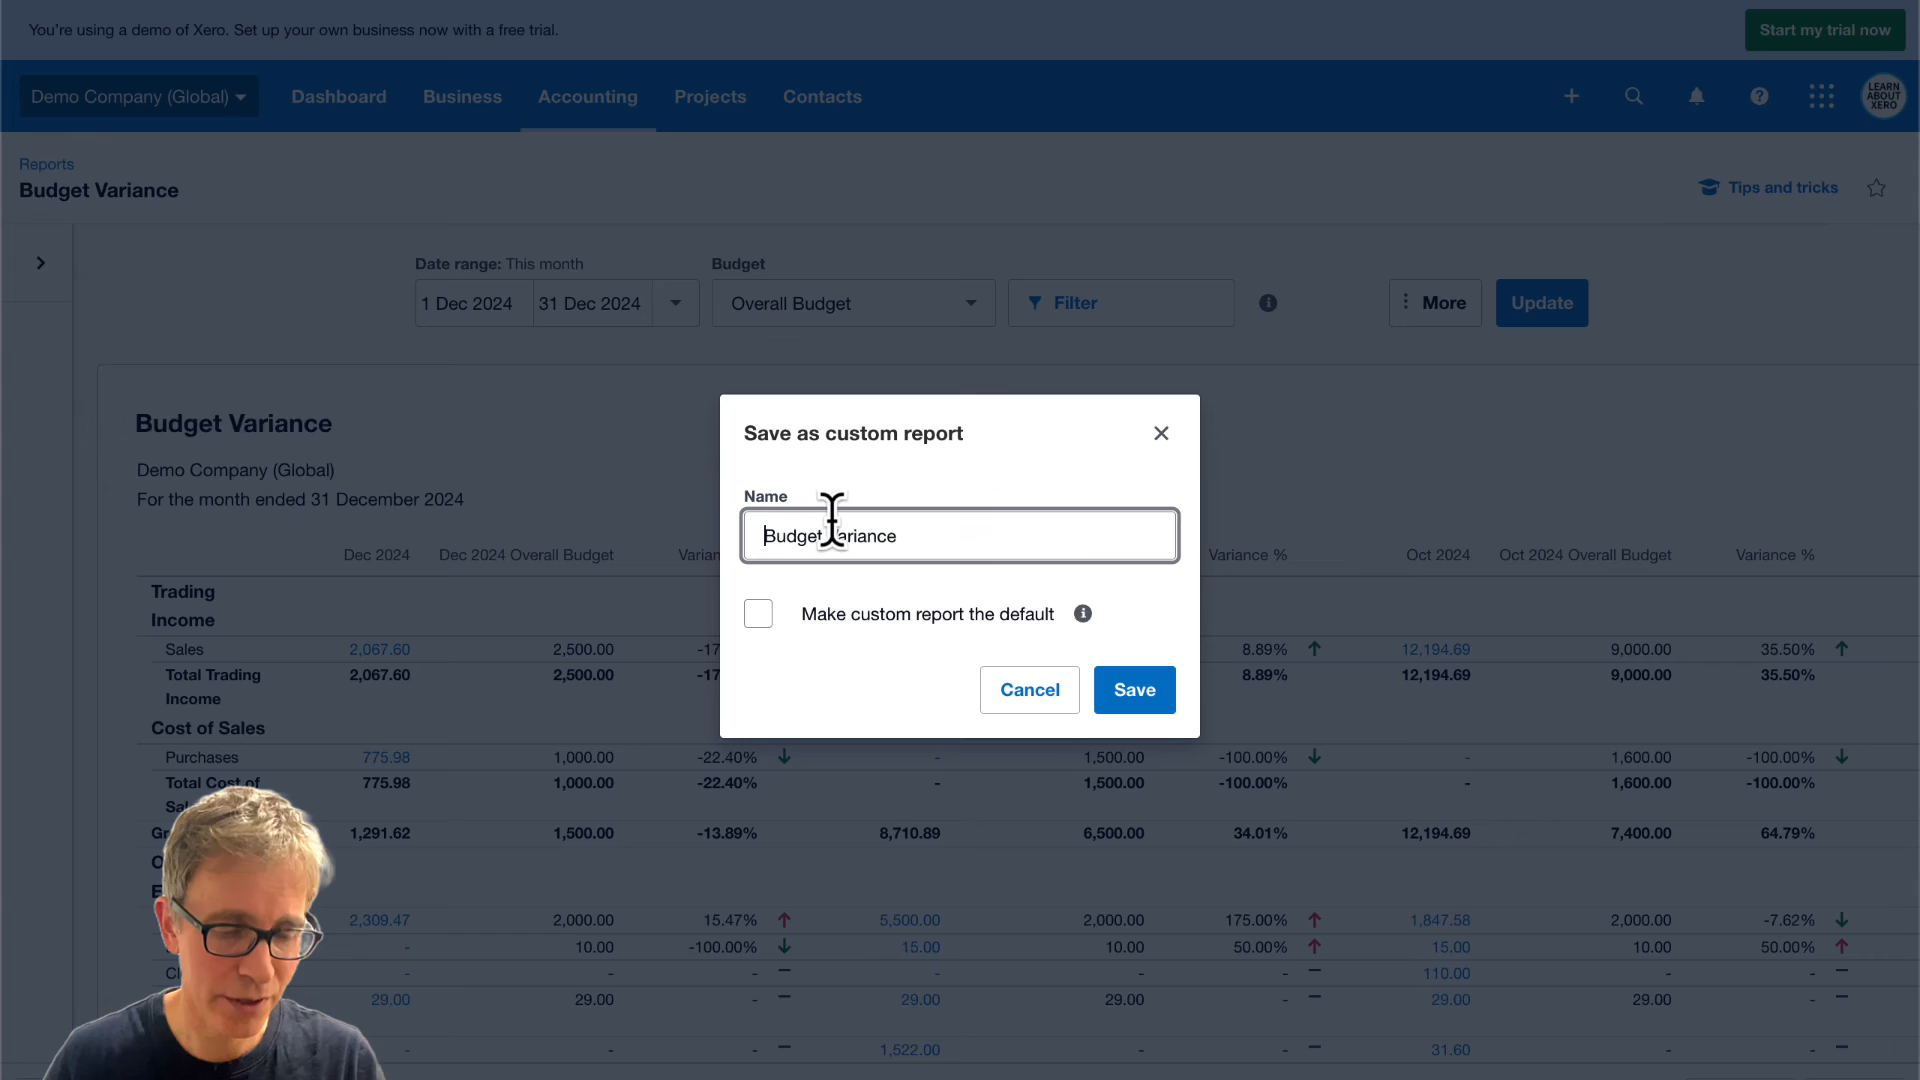 You're using a demo of Xero. Set up your own business now with a free trial.
Start my trial now
Demo Company (Global)
Dashboard
Business
Accounting
Projects
Contacts
LEARN
ABOUT
XERO
Reports
Budget Variance
Tips and tricks
Date range: This month
Budget
1 Dec 2024
31 Dec 2024
Overall Budget
Filter
More
Update
Budget Variance
Demo Company (Global)
For the month ended 31 December 2024
Save as custom report
Name
Budget Variance
Make custom report the default
Cancel
Save
Dec 2024 Dec 2024 Overall Budget Variance % Oct 2024 Oct 2024 Overall Budget Variance %
Trading
Income
Sales 2,067.60 2,500.00 -17 8.89% 12,194.69 9,000.00 35.50%
Total Trading 2,067.60 2,500.00 -17 8.89% 12,194.69 9,000.00 35.50%
Income
Cost of Sales
Purchases 775.98 1,000.00 -22.40% - 1,500.00 -100.00% - 1,600.00 -100.00%
Total Cost of 775.98 1,000.00 -22.40% - 1,500.00 -100.00% - 1,600.00 -100.00%
1,291.62 1,500.00 -13.89% 8,710.89 6,500.00 34.01% 12,194.69 7,400.00 64.79%
2,309.47 2,000.00 15.47% 5,500.00 2,000.00 175.00% 1,847.58 2,000.00 -7.62%
- 10.00 -100.00% 15.00 10.00 50.00% 15.00 10.00 50.00%
- - - - - - 110.00 - -
29.00 29.00 - 29.00 29.00 - 29.00 29.00 -
- - - 1,522.00 - - 31.60 - -